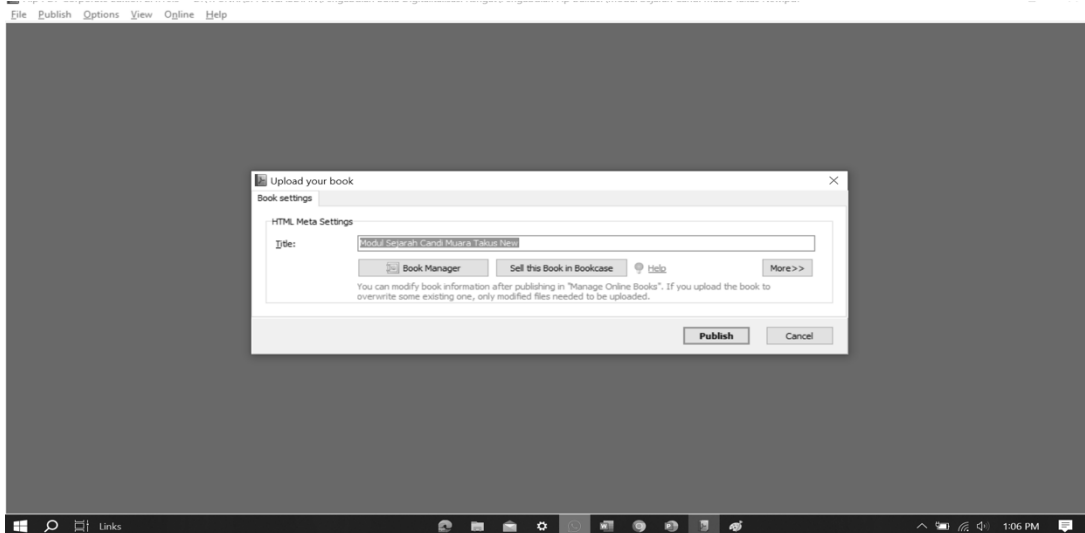 File Publish Options View Online Help
Upload your book
Book settings
HTML Meta Settings
Title: Modul Sejarah Candi Muara Takus New
Book Manager Sell this Book in Bookcase Help More>>
You can modify book information after publishing in "Manage Online Books". If you upload the book to
overwrite some existing one, only modified files needed to be uploaded.
Publish Cancel
Links 1:06 PM